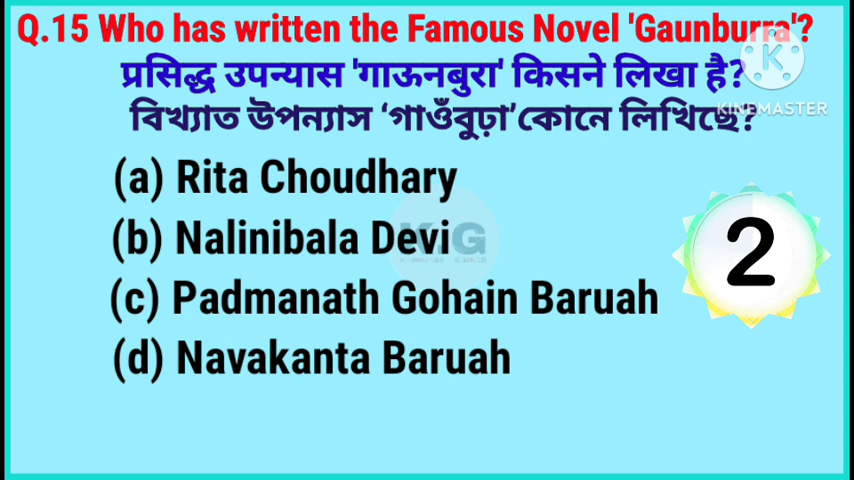 Q.15 Who has written the Famous Novel 'Gaunburra'?
प्रसिद्ध उपन्यास 'गाऊनबुरा' किसने लिखा है?
বিখ্যাত উপন্যাস ‘গাওঁবুঢ়া’কোনে লিখিছে?
K
KINEMASTER
(a) Rita Choudhary
(b) Nalinibala Devi
K.G
(c) Padmanath Gohain Baruah
2
(d) Navakanta Baruah